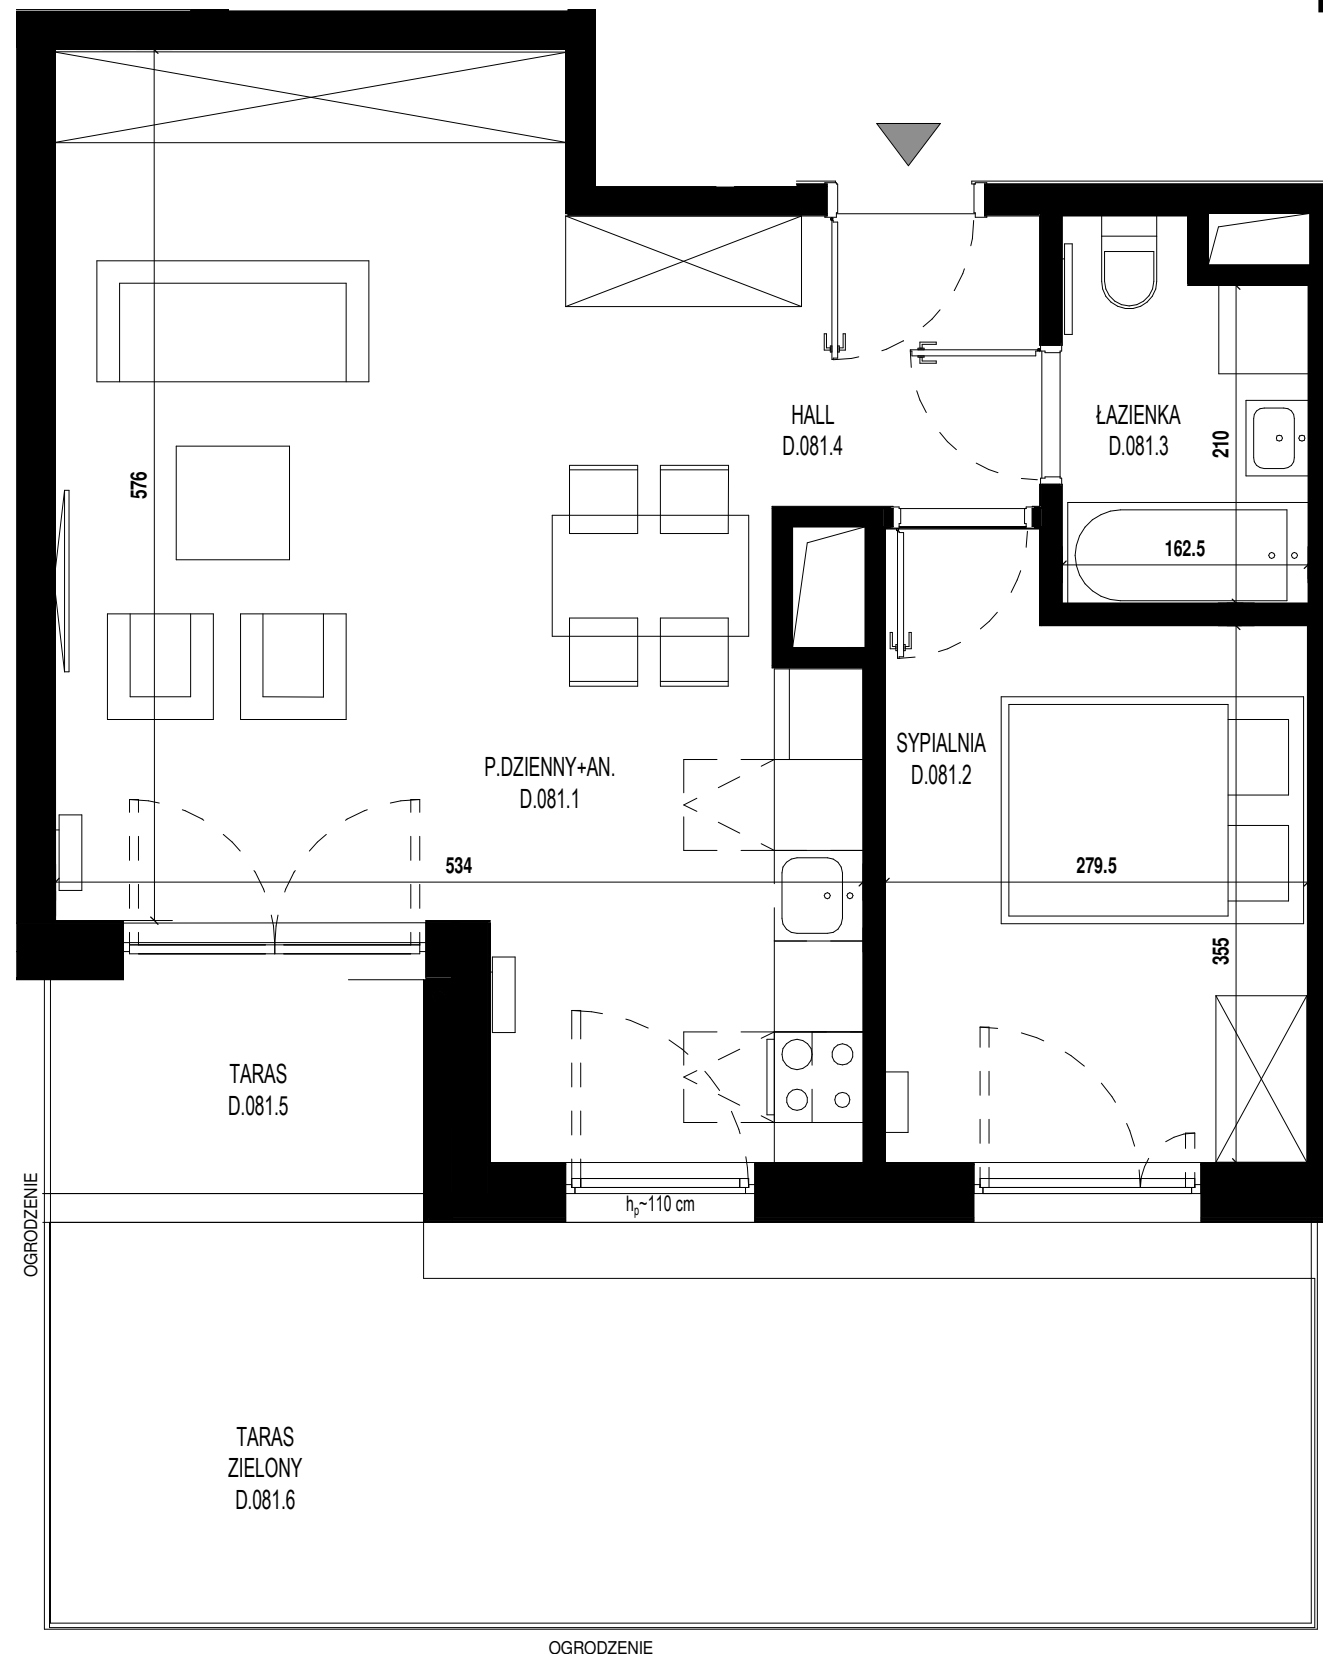 HALL
D.081.4
ŁAZIENKA
D.081.3
576
210
162.5
SYPIALNIA
D.081.2
P.DZIENNY+AN.
D.081.1
534
279.5
355
TARAS
D.081.5
OGRODZENIE
hp~110 cm
TARAS
ZIELONY
D.081.6
OGRODZENIE